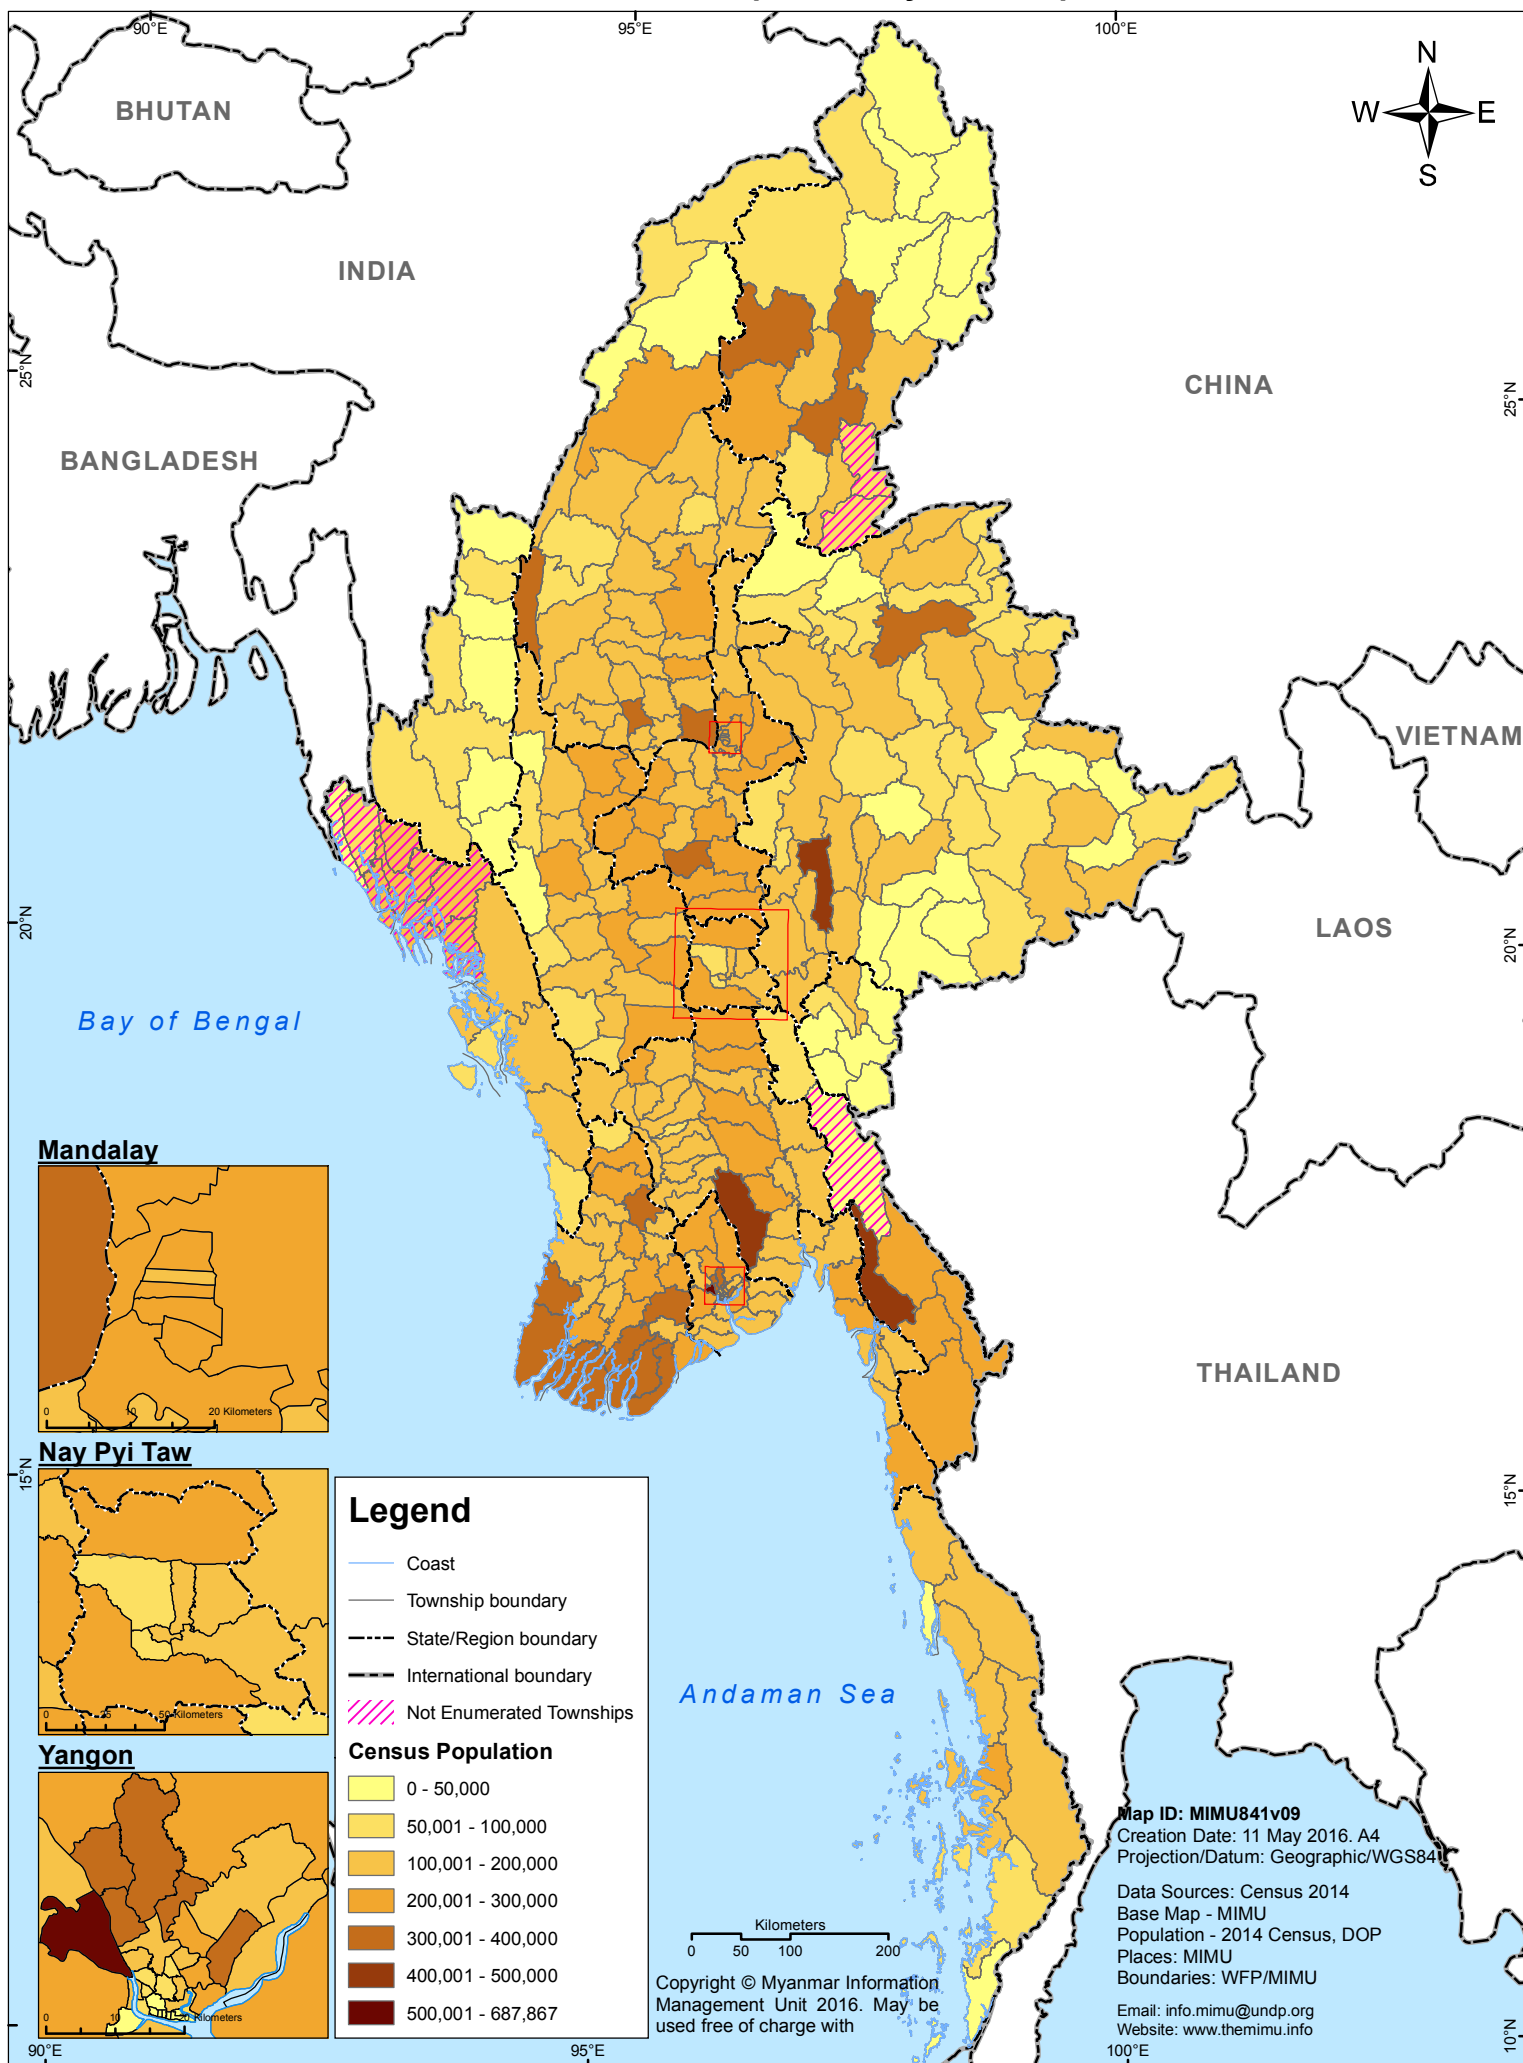 90°E
95°E
100°E
N
W
E
S
BHUTAN
INDIA
CHINA
25°N
25°N
BANGLADESH
VIETNAM
LAOS
20°N
20°N
Bay of Bengal
THAILAND
Mandalay
0
10
20 Kilometers
Nay Pyi Taw
0
25
50 Kilometers
Yangon
0
10
20 Kilometers
15°N
15°N
Legend
Coast
Township boundary
State/Region boundary
International boundary
Not Enumerated Townships
Census Population
0 - 50,000
50,001 - 100,000
100,001 - 200,000
200,001 - 300,000
300,001 - 400,000
400,001 - 500,000
500,001 - 687,867
Andaman Sea
Kilometers
0 50 100 200
Copyright © Myanmar Information
Management Unit 2016. May be
used free of charge with
Map ID: MIMU841v09
Creation Date: 11 May 2016. A4
Projection/Datum: Geographic/WGS84
Data Sources: Census 2014
Base Map - MIMU
Population - 2014 Census, DOP
Places: MIMU
Boundaries: WFP/MIMU
Email: info.mimu@undp.org
Website: www.themimu.info
10°N
90°E
95°E
100°E